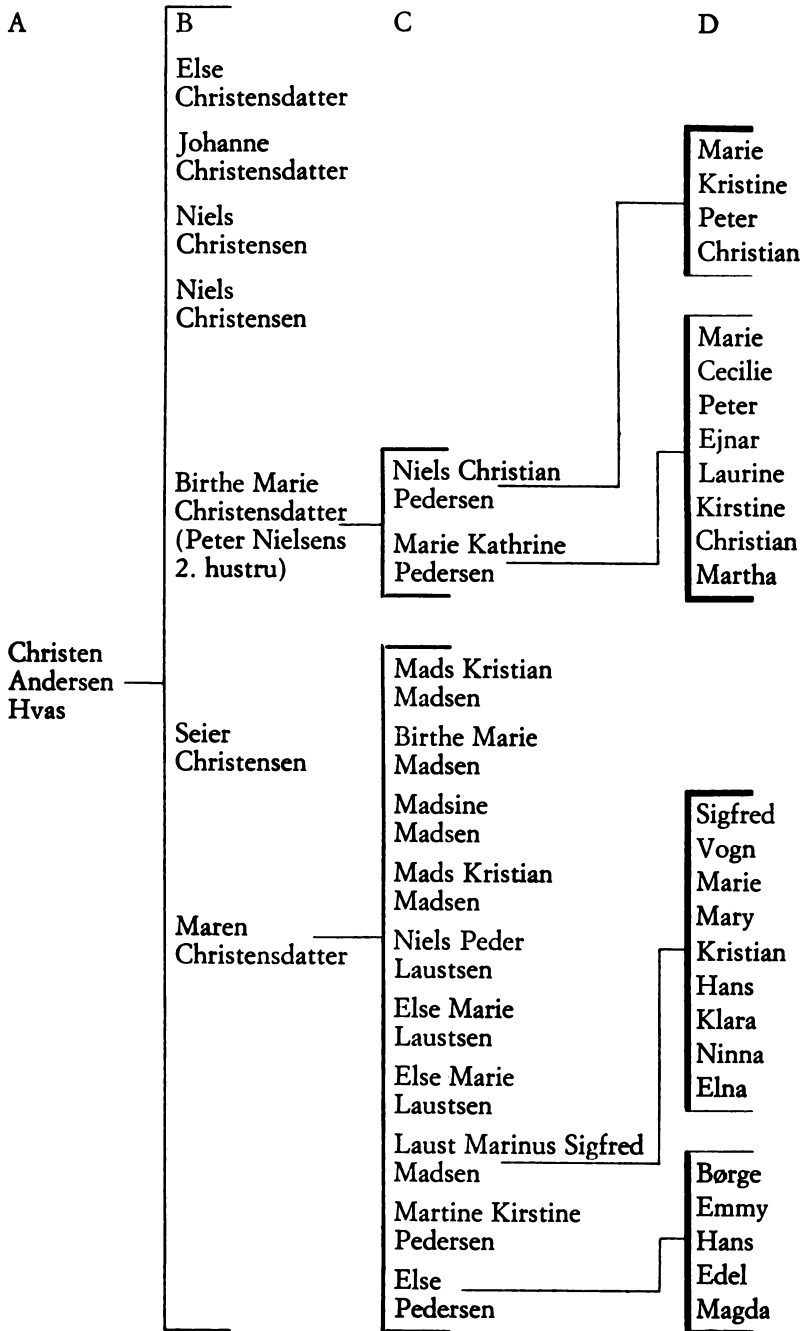 A
B
C
D
Else
Christensdatter
Johanne
Christensdatter
Niels
Christensen
Niels
Christensen
Birthe Marie
Christensdatter
(Peter Nielsens
2. hustru)
Christen
Andersen
Hvas
Seier
Christensen
Maren
Christensdatter
Niels Christian
Pedersen
Marie Kathrine
Pedersen
Mads Kristian
Madsen
Birthe Marie
Madsen
Madsine
Madsen
Mads Kristian
Madsen
Niels Peder
Laustsen
Else Marie
Laustsen
Else Marie
Laustsen
Laust Marinus Sigfred
Madsen
Martine Kirstine
Pedersen
Else
Pedersen
Marie
Kristine
Peter
Christian
Marie
Cecilie
Peter
Ejnar
Laurine
Kirstine
Christian
Martha
Sigfred
Vogn
Marie
Mary
Kristian
Hans
Klara
Ninna
Elna
Børge
Emmy
Hans
Edel
Magda